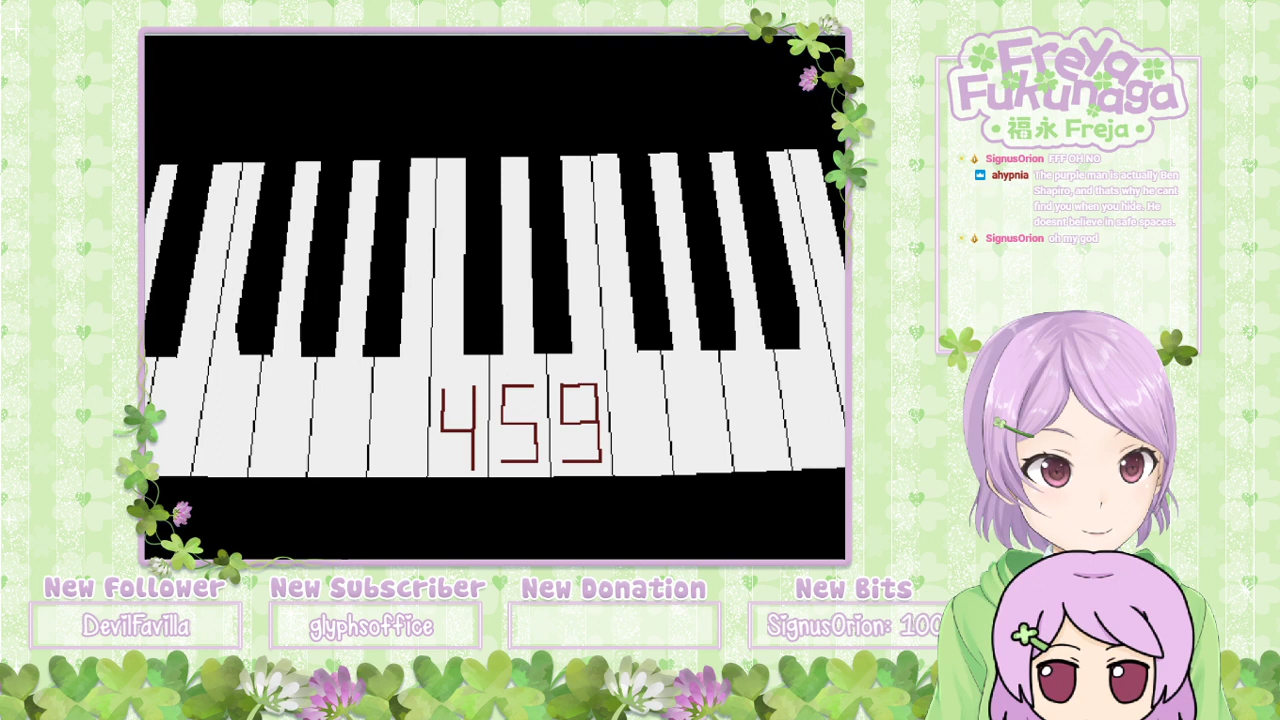 Freya
Fukunaga
• 福永 Freja •
SignusOrion FFF OH NO
ahypnia The purple man is actually Ben
Shapiro, and thats why he cant
find you when you hide. He
doesnt believe in safe spaces.
SignusOrion oh my god
459
New Follower
DevilFavilla
New Subscriber
glyphsoffice
New Donation
New Bits
SignusOrion: 100